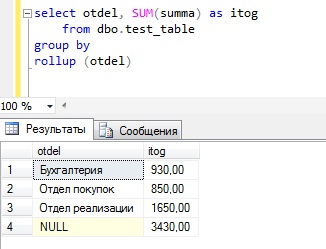 select otdel, SUM(summa) as itog
from dbo.test_table
group by
rollup (otdel)
100 %
Результаты Сообщения
otdel itog
1 Бухгалтерия 930,00
2 Отдел покупок 850,00
3 Отдел реализации 1650,00
4 NULL 3430,00